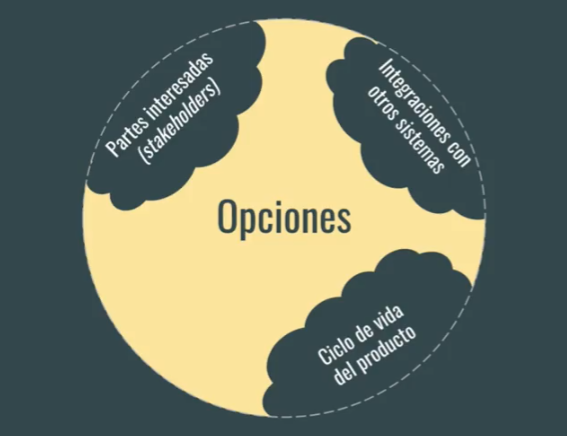 Partes interesadas
(stakeholders)
Integraciones con
otros sistemas
Opciones
Ciclo de vida
del producto